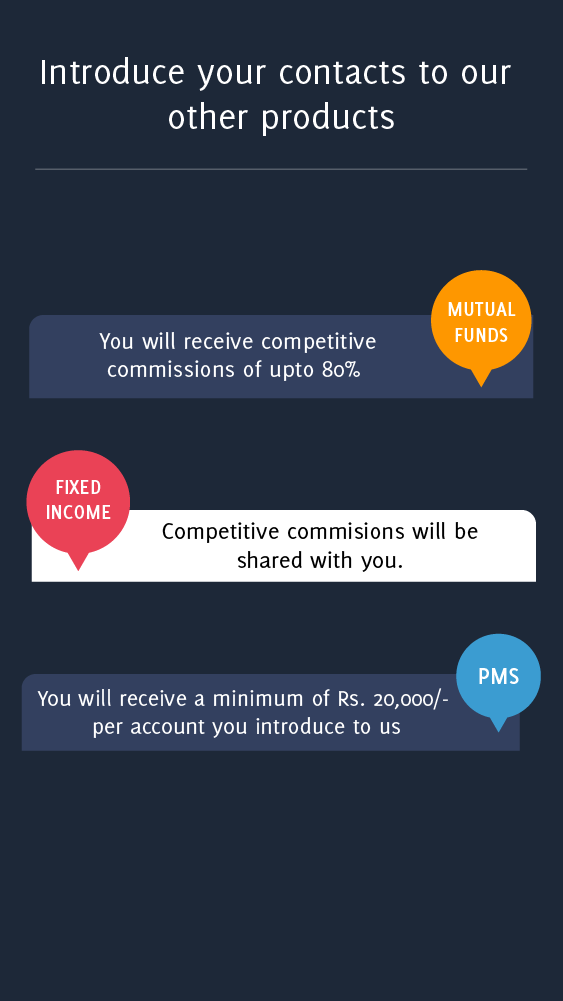 Introduce your contacts to our
other products
MUTUAL
FUNDS
You will receive competitive
commissions of upto 80%
FIXED
INCOME
Competitive commisions will be
shared with you.
PMS
You will receive a minimum of Rs. 20,000/-
per account you introduce to us